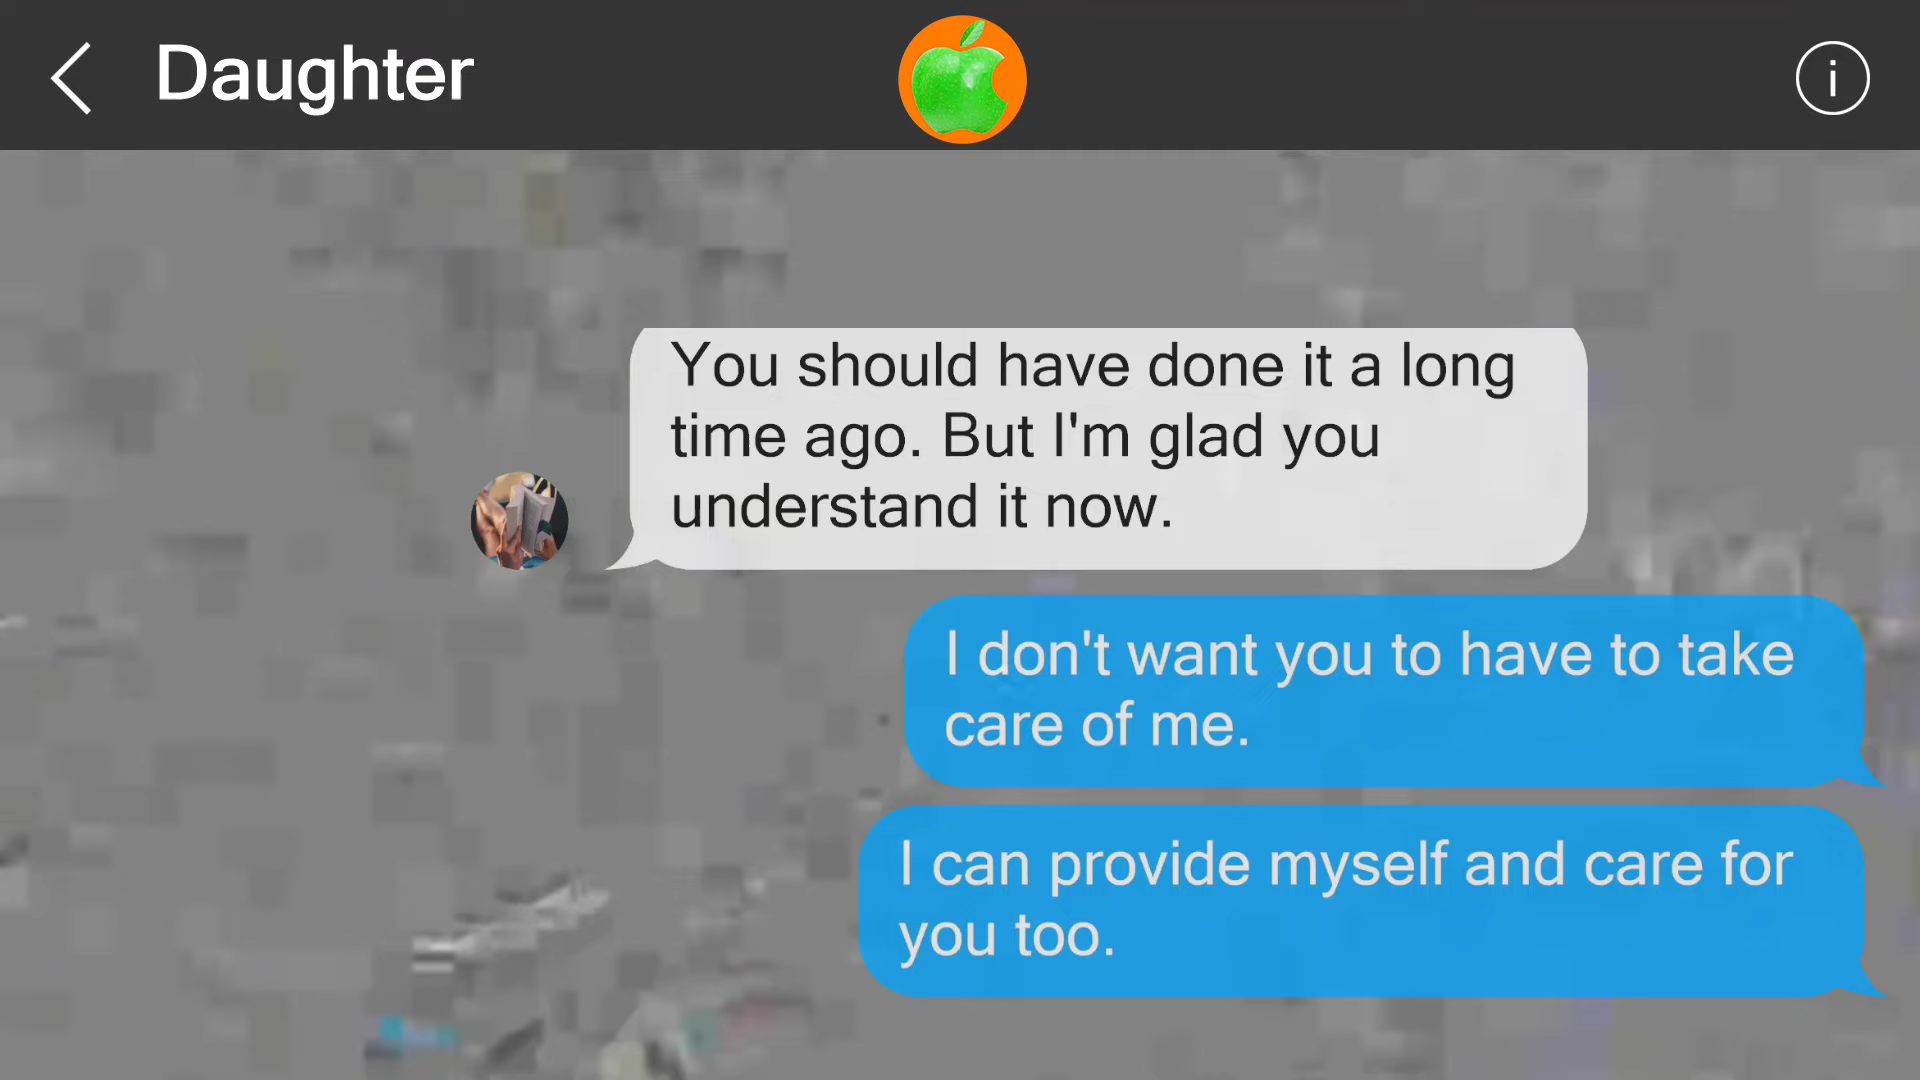 Daughter
i
You should have done it a long
time ago. But I'm glad you
understand it now.
I don't want you to have to take
care of me.
I can provide myself and care for
you too.